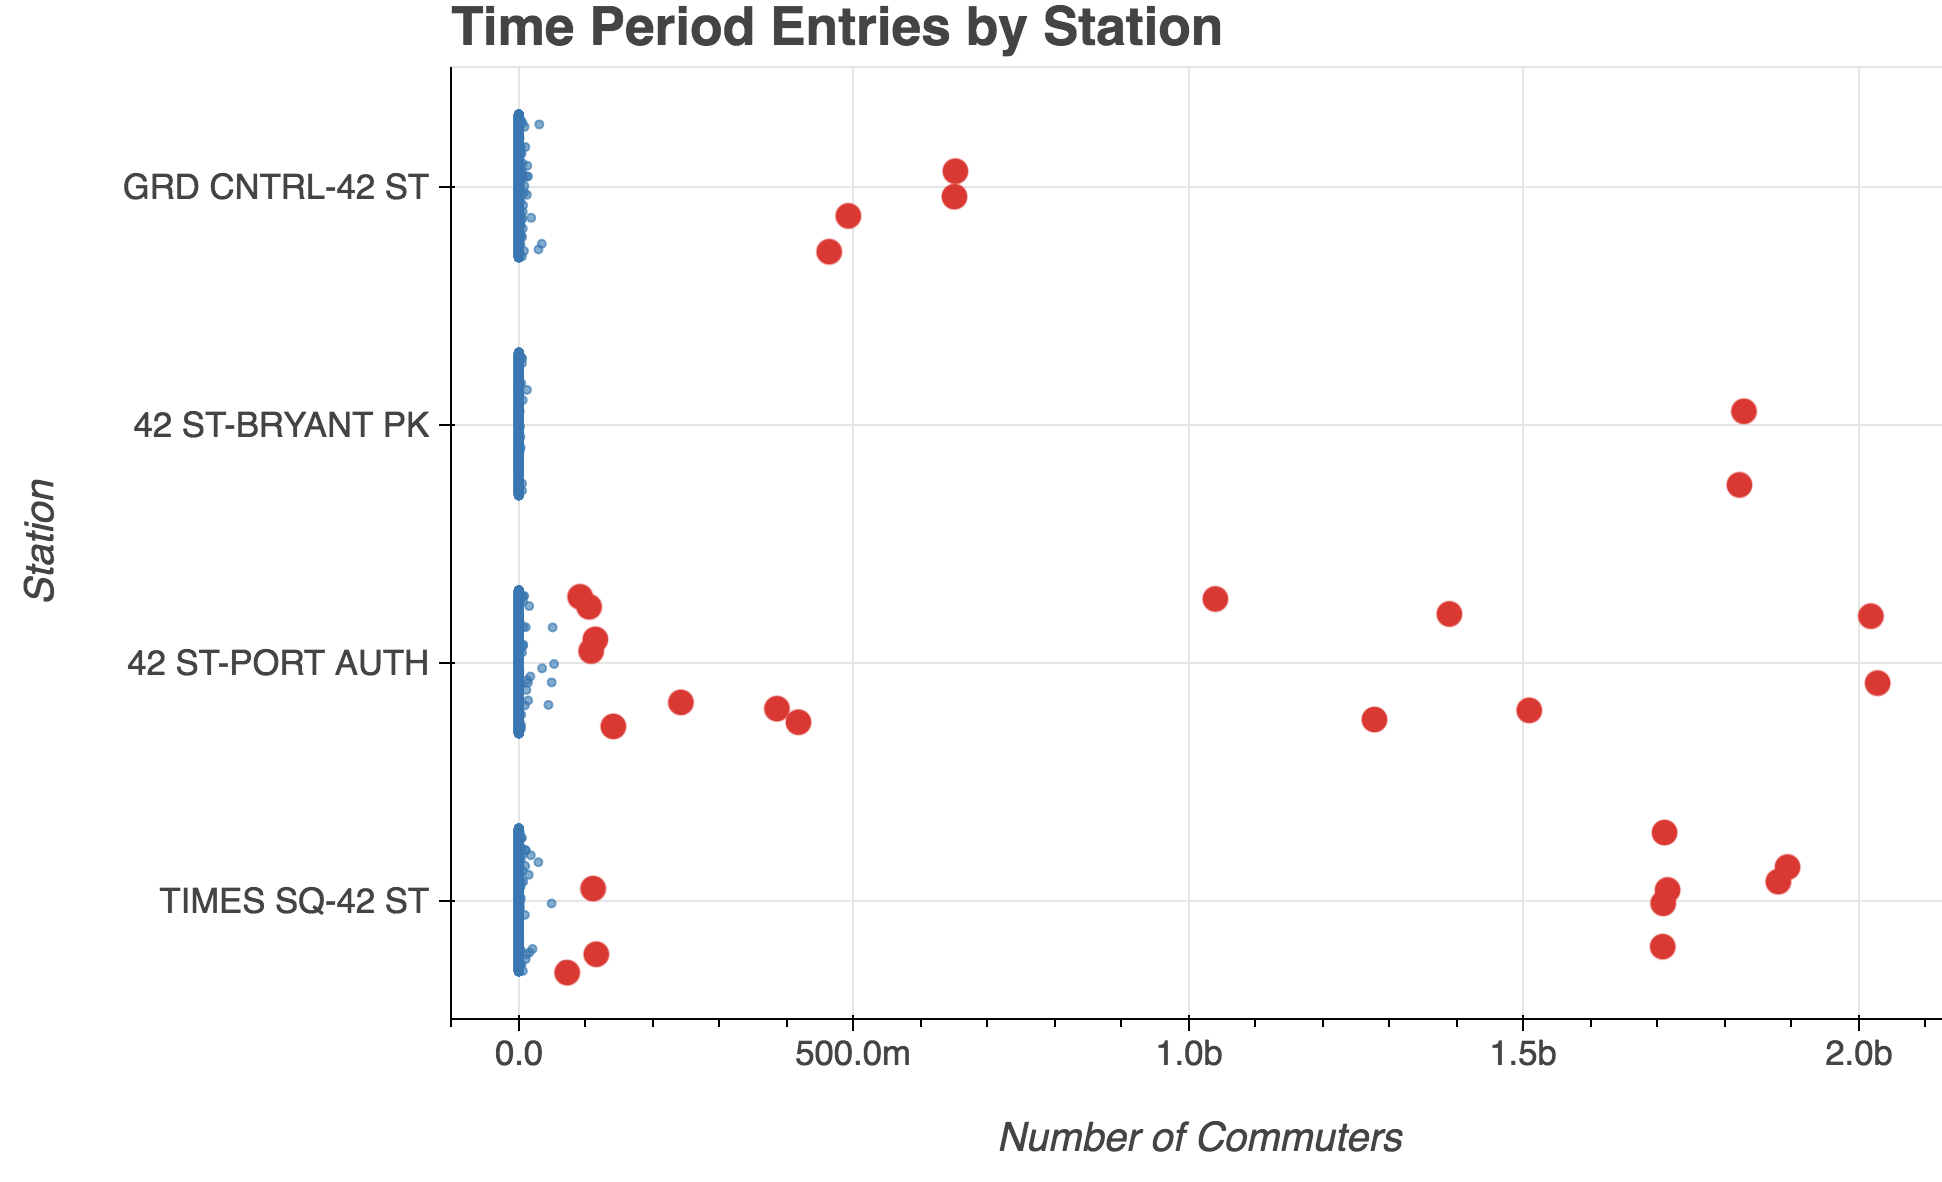 Time Period Entries by Station
GRD CNTRL-42 ST
42 ST-BRYANT PK
42 ST-PORT AUTH
TIMES SQ-42 ST
Station
0.0 500.0m 1.0b 1.5b 2.0b
Number of Commuters